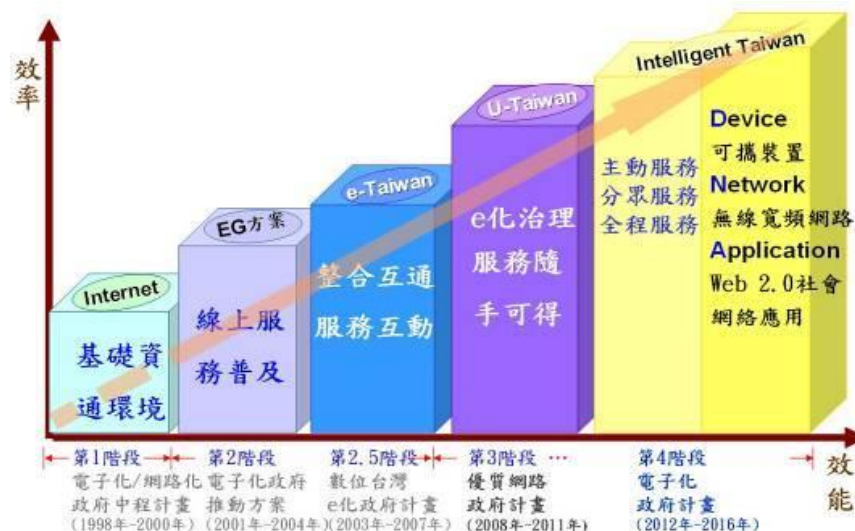 效率
Internet
基礎資
通環境
EG方案
線上服
務普及
e-Taiwan
整合互通
服務互動
U-Taiwan
e化治理
服務隨
手可得
Intelligent Taiwan
主動服務
分眾服務
全程服務
Device
可攜裝置
Network
無線寬頻網路
Application
Web 2.0社會
網絡應用
效能
第1階段
電子化/網路化
政府中程計畫
(1998年-2000年)
第2階段
電子化政府
推動方案
(2001年-2004年)
第2.5階段
數位台灣
e化政府計畫
(2003年-2007年)
第3階段 …
優質網路
政府計畫
(2008年-2011年)
第4階段
電子化
政府計畫
(2012年-2016年)